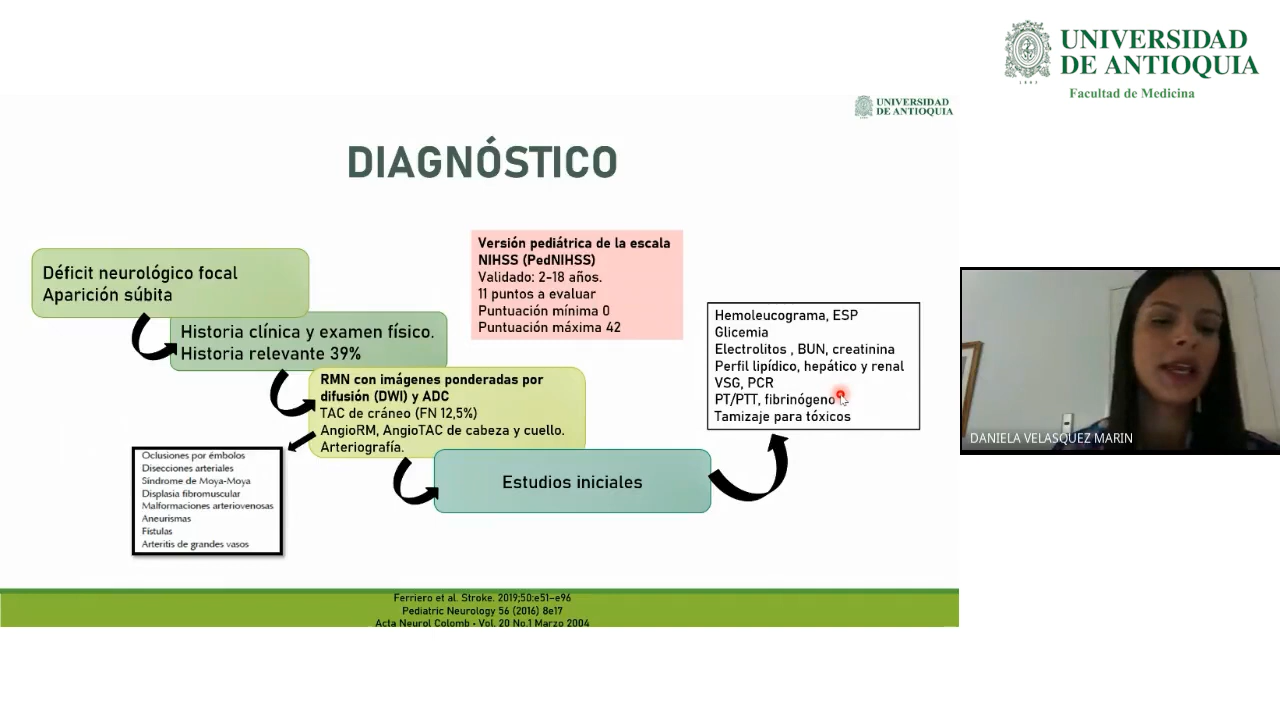 UNIVERSIDAD
DE ANTIOQUIA
1803
Facultad de Medicina
UNIVERSIDAD
DE ANTIOQUIA
DIAGNÓSTICO
Déficit neurológico focal
Aparición súbita
Historia clínica y examen físico.
Historia relevante 39%
RMN con imágenes ponderadas por
difusión (DWI) y ADC
TAC de cráneo (FN 12,5%)
AngioRM, AngioTAC de cabeza y cuello.
Arteriografía.
Oclusiones por émbolos
Disecciones arteriales
Síndrome de Moya-Moya
Displasia fibromuscular
Malformaciones arteriovenosas
Aneurismas
Fístulas
Arteritis de grandes vasos
Estudios iniciales
Versión pediátrica de la escala
NIHSS (PedNIHSS)
Validado: 2-18 años.
11 puntos a evaluar
Puntuación mínima 0
Puntuación máxima 42
Hemoleucograma, ESP
Glicemia
Electrolitos , BUN, creatinina
Perfil lipídico, hepático y renal
VSG, PCR
PT/PTT, fibrinógeno
Tamizaje para tóxicos
DANIELA VELASQUEZ MARIN
Ferriero et al. Stroke. 2019;50:e51–e96
Pediatric Neurology 56 (2016) 8e17
Acta Neurol Colomb - Vol. 20 No.1 Marzo 2004